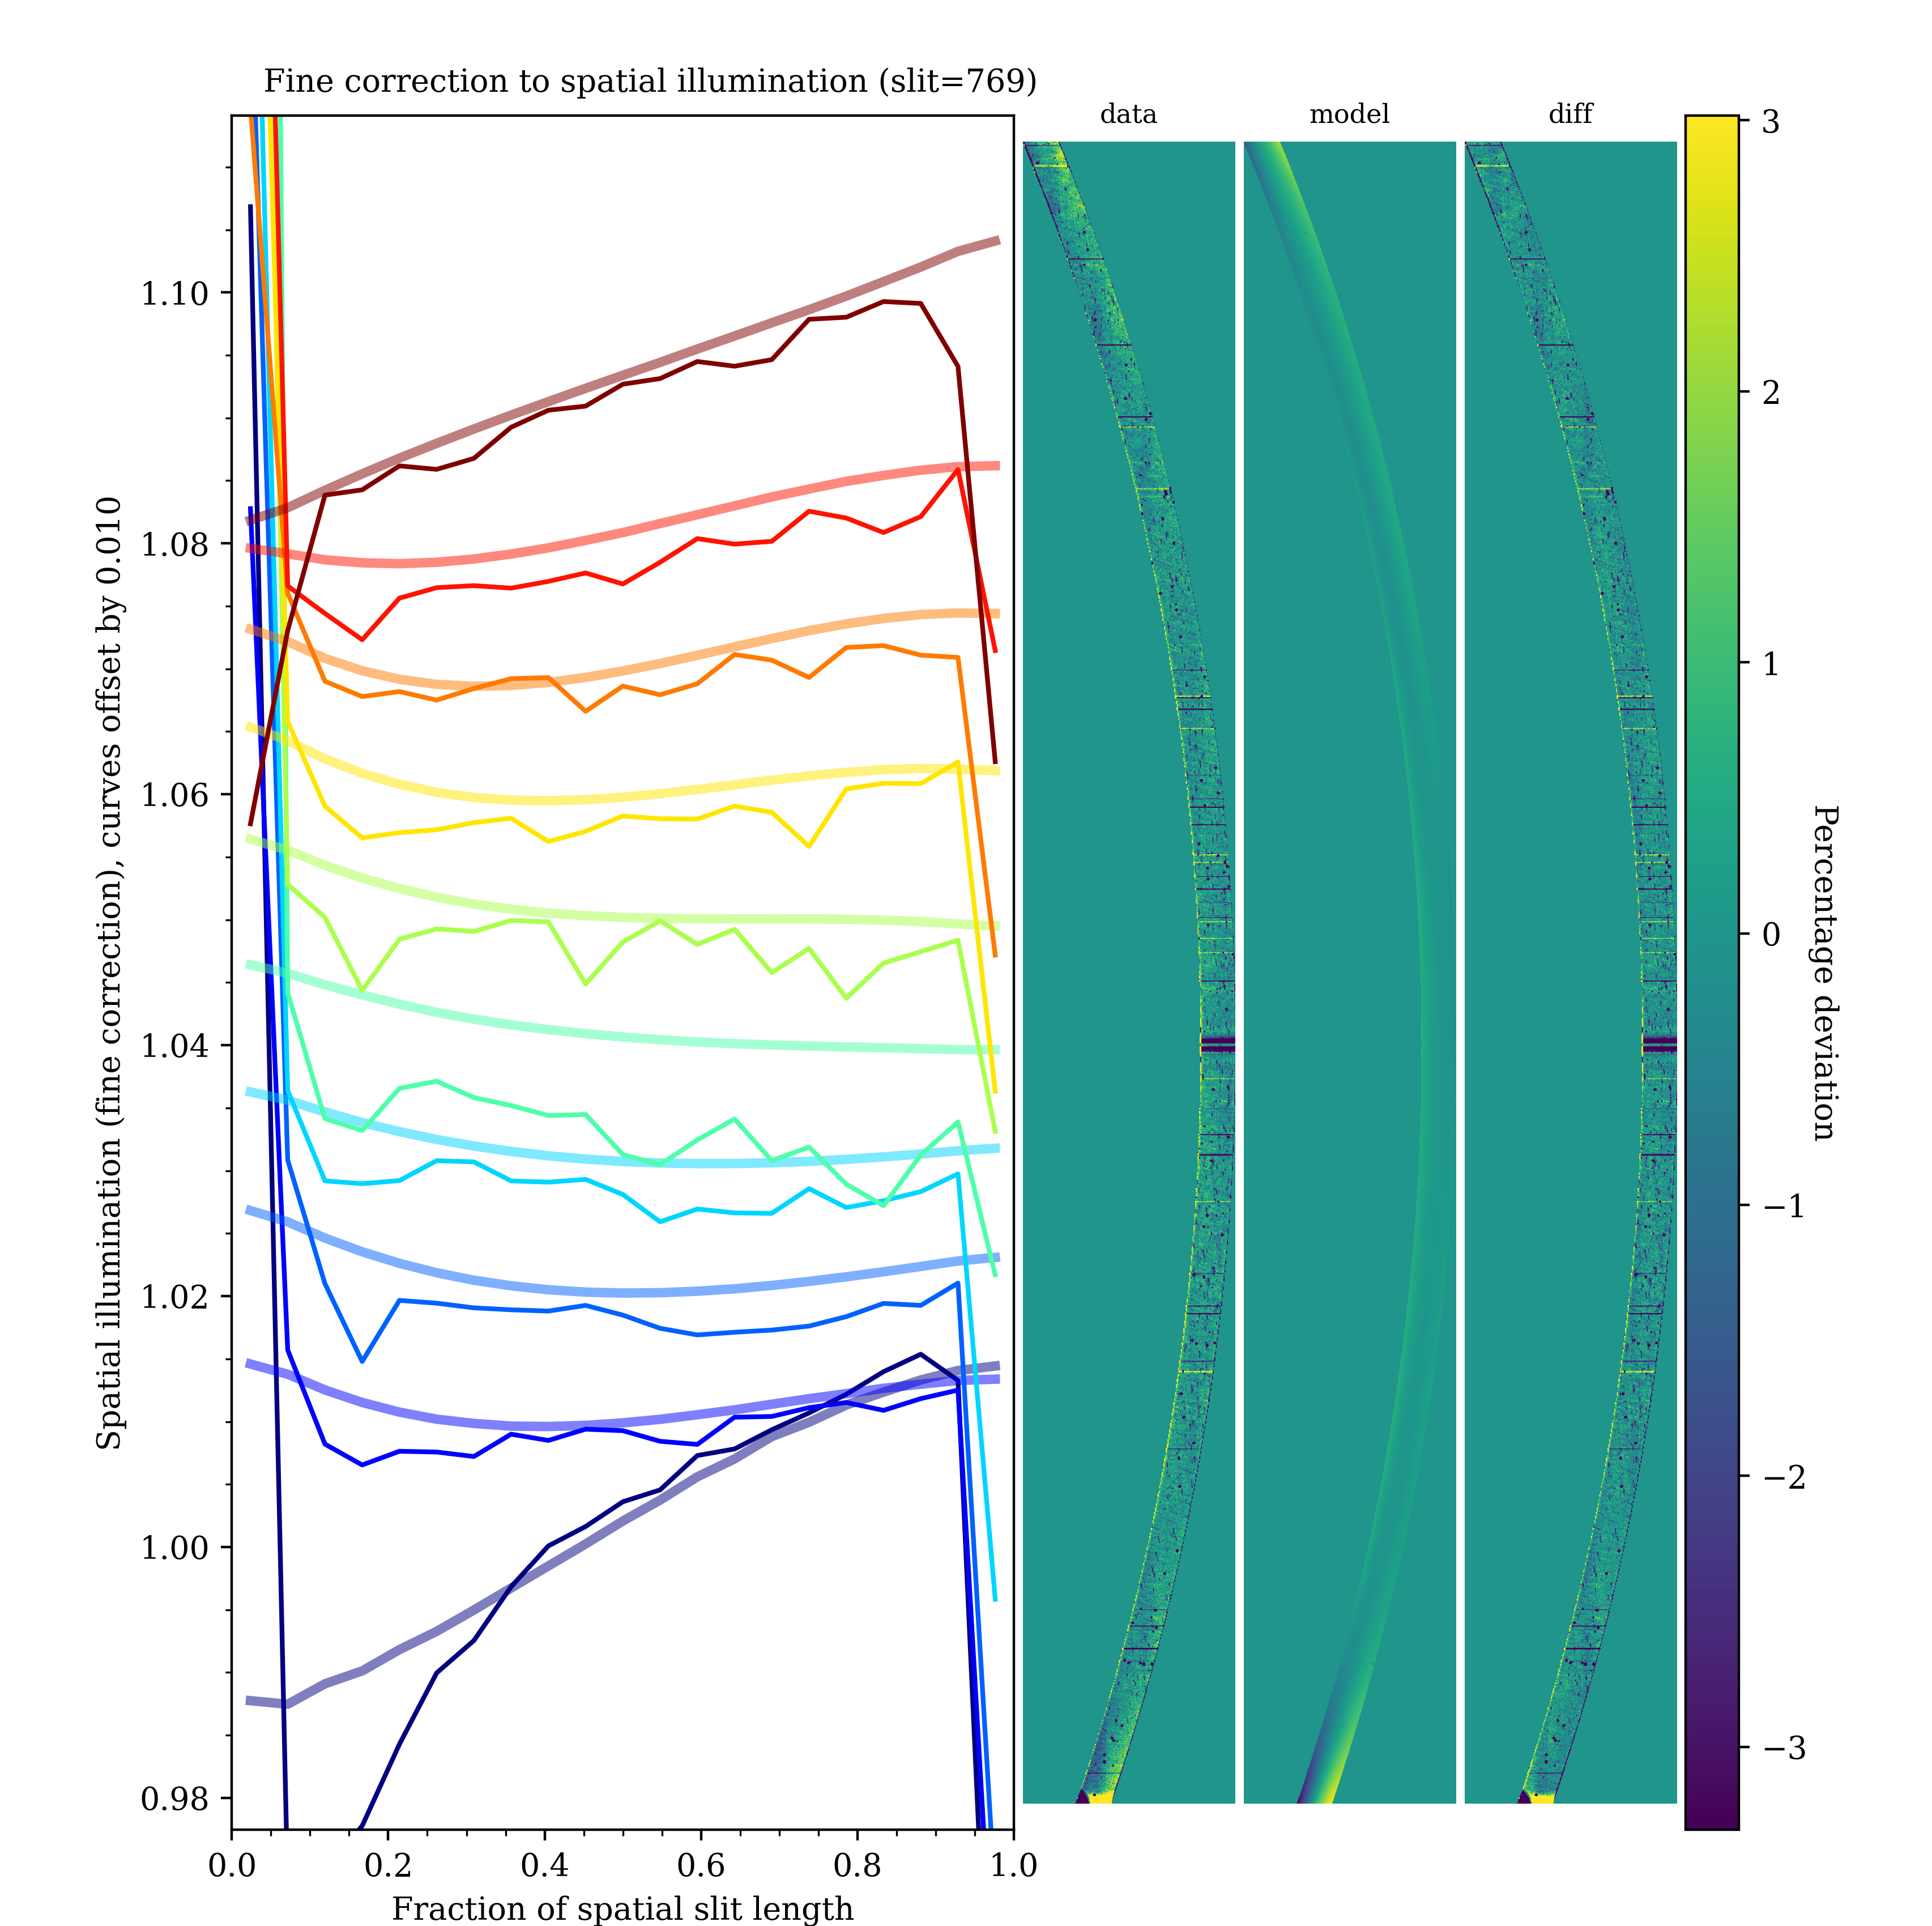 Fine correction to spatial illumination (slit=769)
data
model
diff
Spatial illumination (fine correction), curves offset by 0.010
1.10
1.08
1.06
1.04
1.02
1.00
0.98
0.0 0.2 0.4 0.6 0.8 1.0
Fraction of spatial slit length
3
2
1
0
−1
−2
−3
Percentage deviation